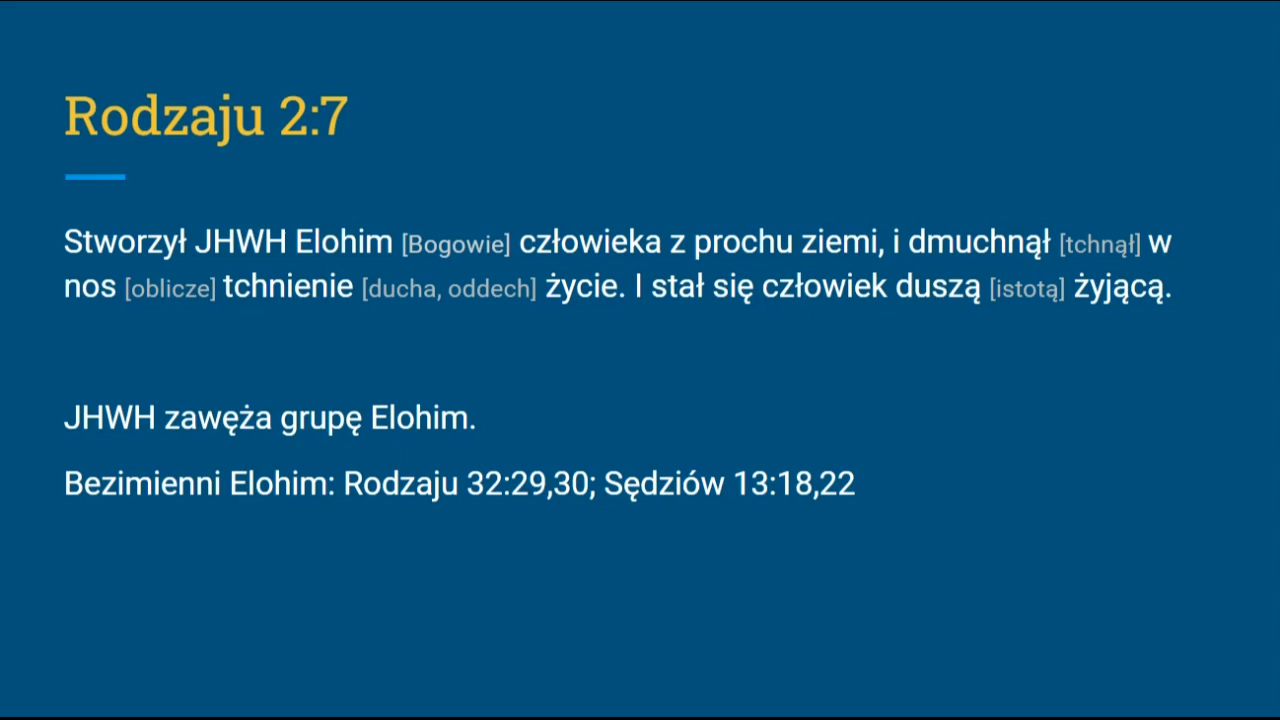 Rodzaju 2:7
Stworzył JHWH Elohim [Bogowie] człowieka z prochu ziemi, i dmuchnął [tchnął] w
nos [oblicze] tchnienie [ducha, oddech] życie. I stał się człowiek duszą [istotą] żyjącą.
JHWH zawęża grupę Elohim.
Bezimienni Elohim: Rodzaju 32:29,30; Sędziów 13:18,22